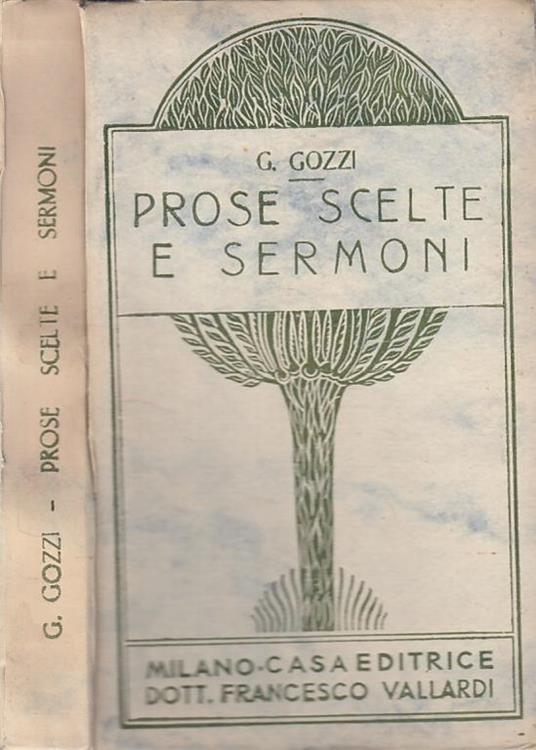 G. GOZZI - PROSE SCELTE E SERMONI
G. GOZZI
PROSE SCELTE
E SERMONI
MILANO-CASA EDITRICE
DOTT. FRANCESCO VALLARDI